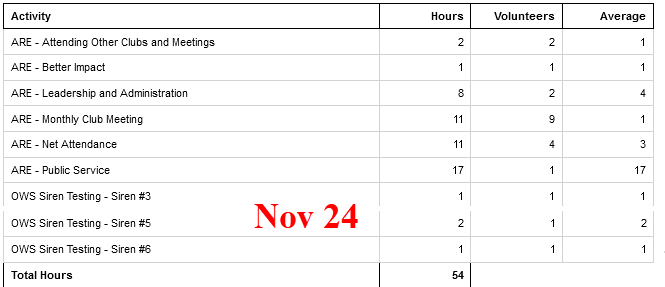 Activity Hours Volunteers Average
ARE - Attending Other Clubs and Meetings 2 2 1
ARE - Better Impact 1 1 1
ARE - Leadership and Administration 8 2 4
ARE - Monthly Club Meeting 11 9 1
ARE - Net Attendance 11 4 3
ARE - Public Service 17 1 17
OWS Siren Testing - Siren #3 1 1 1
Nov 24
OWS Siren Testing - Siren #5 2 1 2
OWS Siren Testing - Siren #6 1 1 1
Total Hours 54